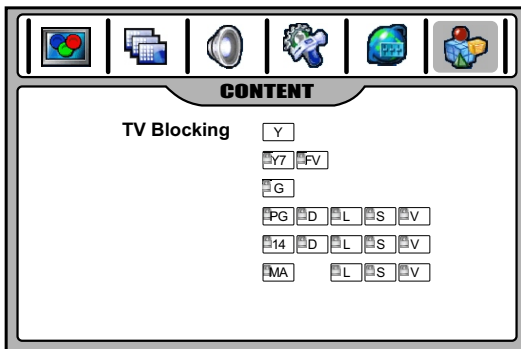 CONTENT
TV Blocking Y
Y7 FV
G
PG D L S V
14 D L S V
MA L S V